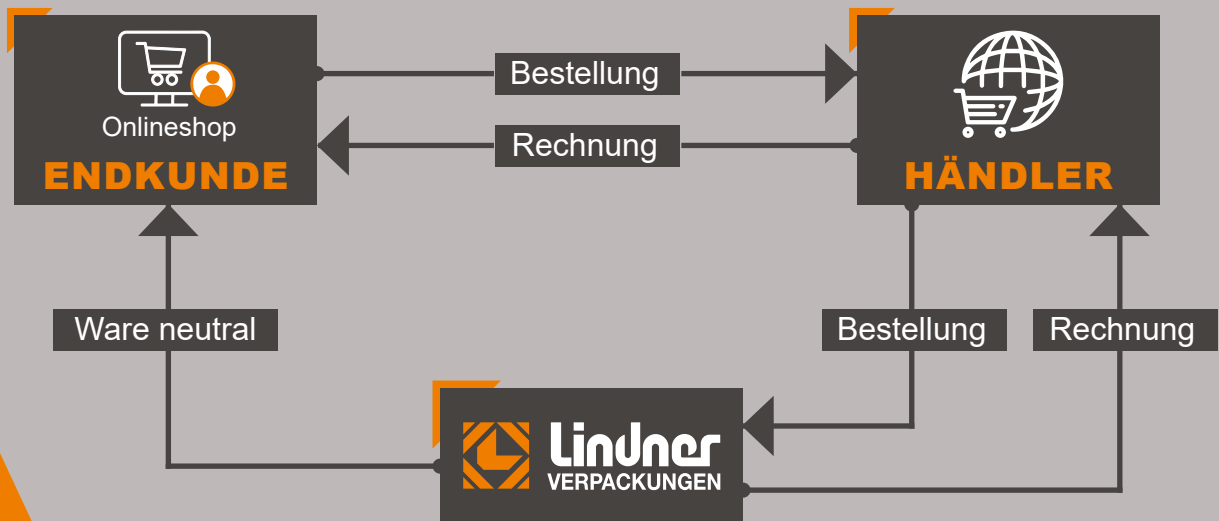 Onlineshop
ENDKUNDE
Bestellung
Rechnung
HÄNDLER
Ware neutral
Bestellung
Rechnung
Lindner
VERPACKUNGEN